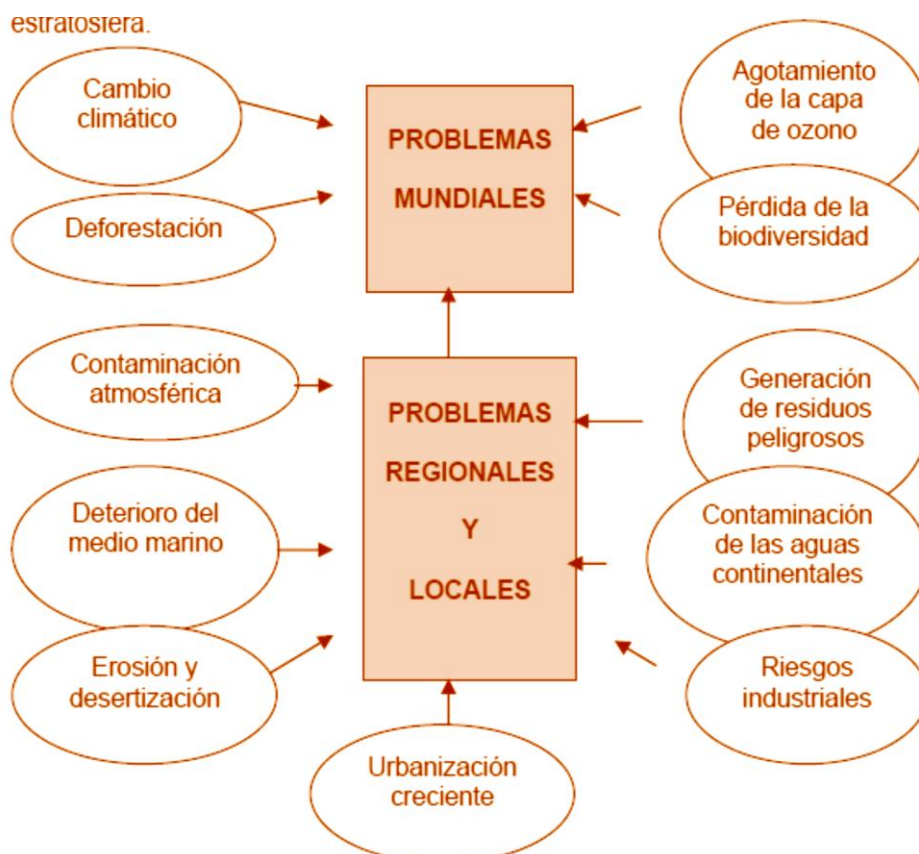 estratosfera.
Cambio
climático
Deforestación
PROBLEMAS
MUNDIALES
Agotamiento
de la capa
de ozono
Pérdida de la
biodiversidad
Contaminación
atmosférica
Deterioro del
medio marino
Erosión y
desertización
PROBLEMAS
REGIONALES
Y
LOCALES
Generación
de residuos
peligrosos
Contaminación
de las aguas
continentales
Riesgos
industriales
Urbanización
creciente